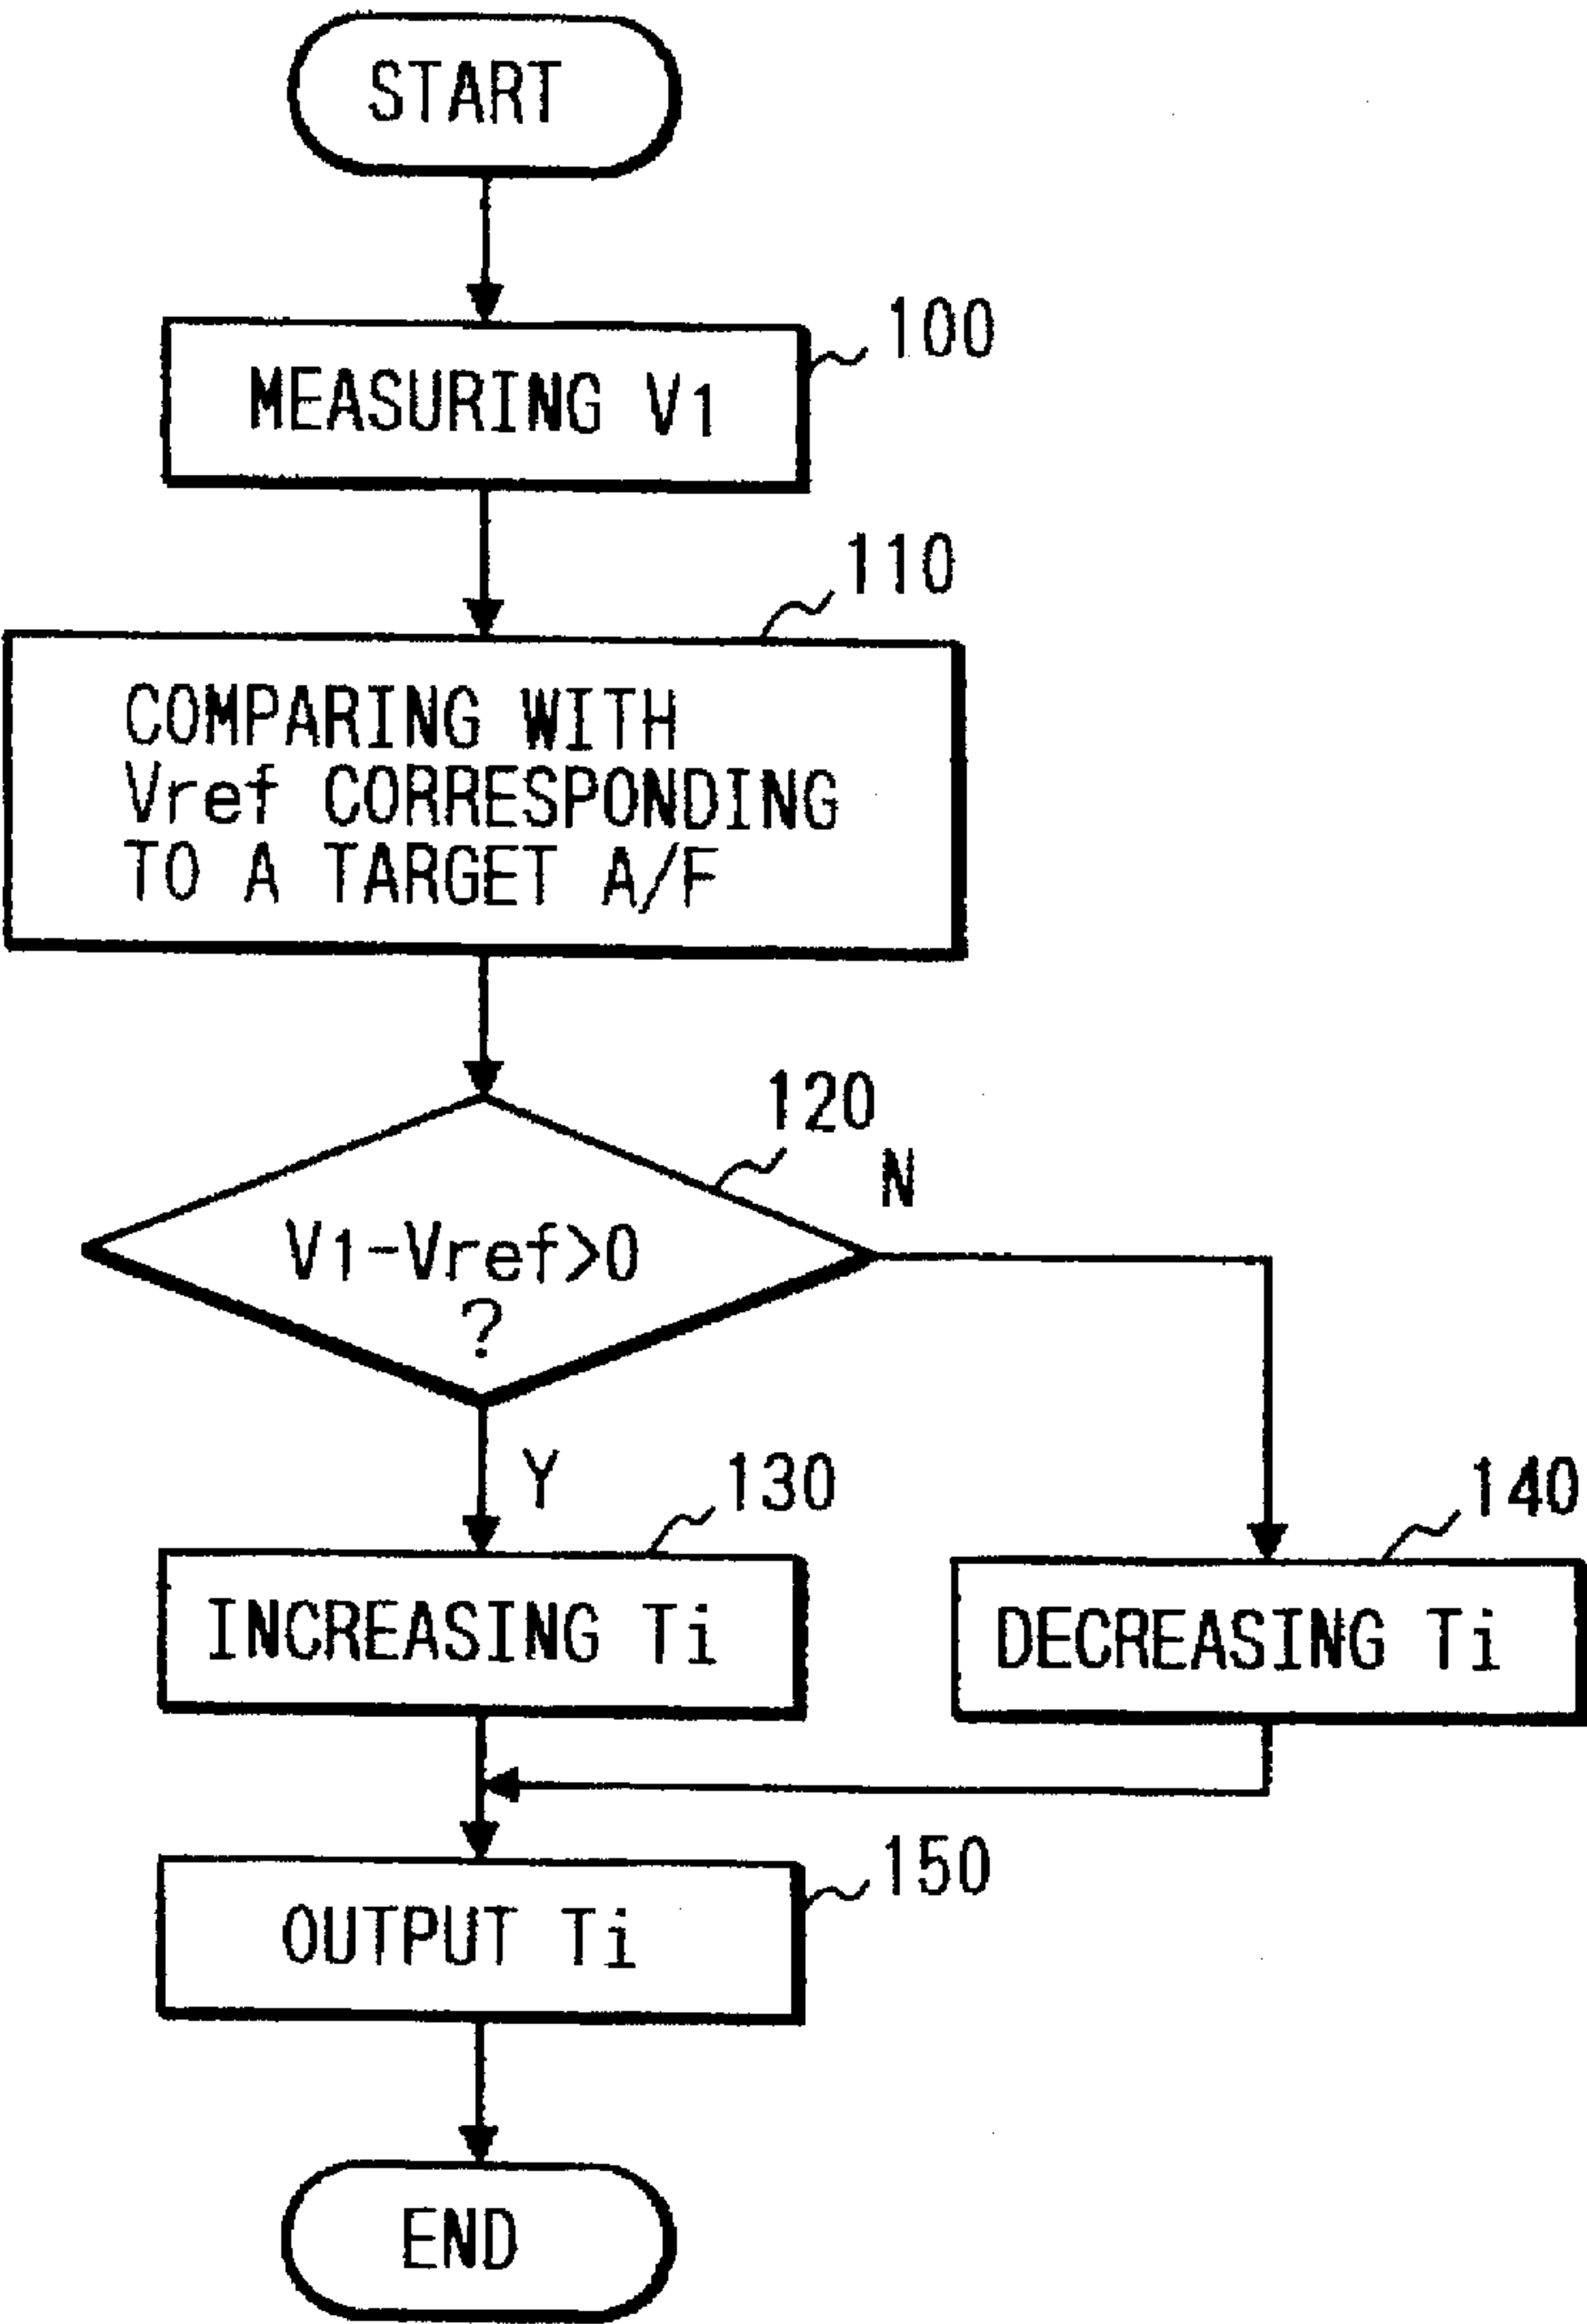 START
100
MEASURING V1
110
COMPARING WITH
Vref CORRESPONDING
TO A TARGET A/F
120
N
V1-Vref>0
?
Y
130
140
INCREASING Ti
DECREASING Ti
150
OUTPUT Ti
END